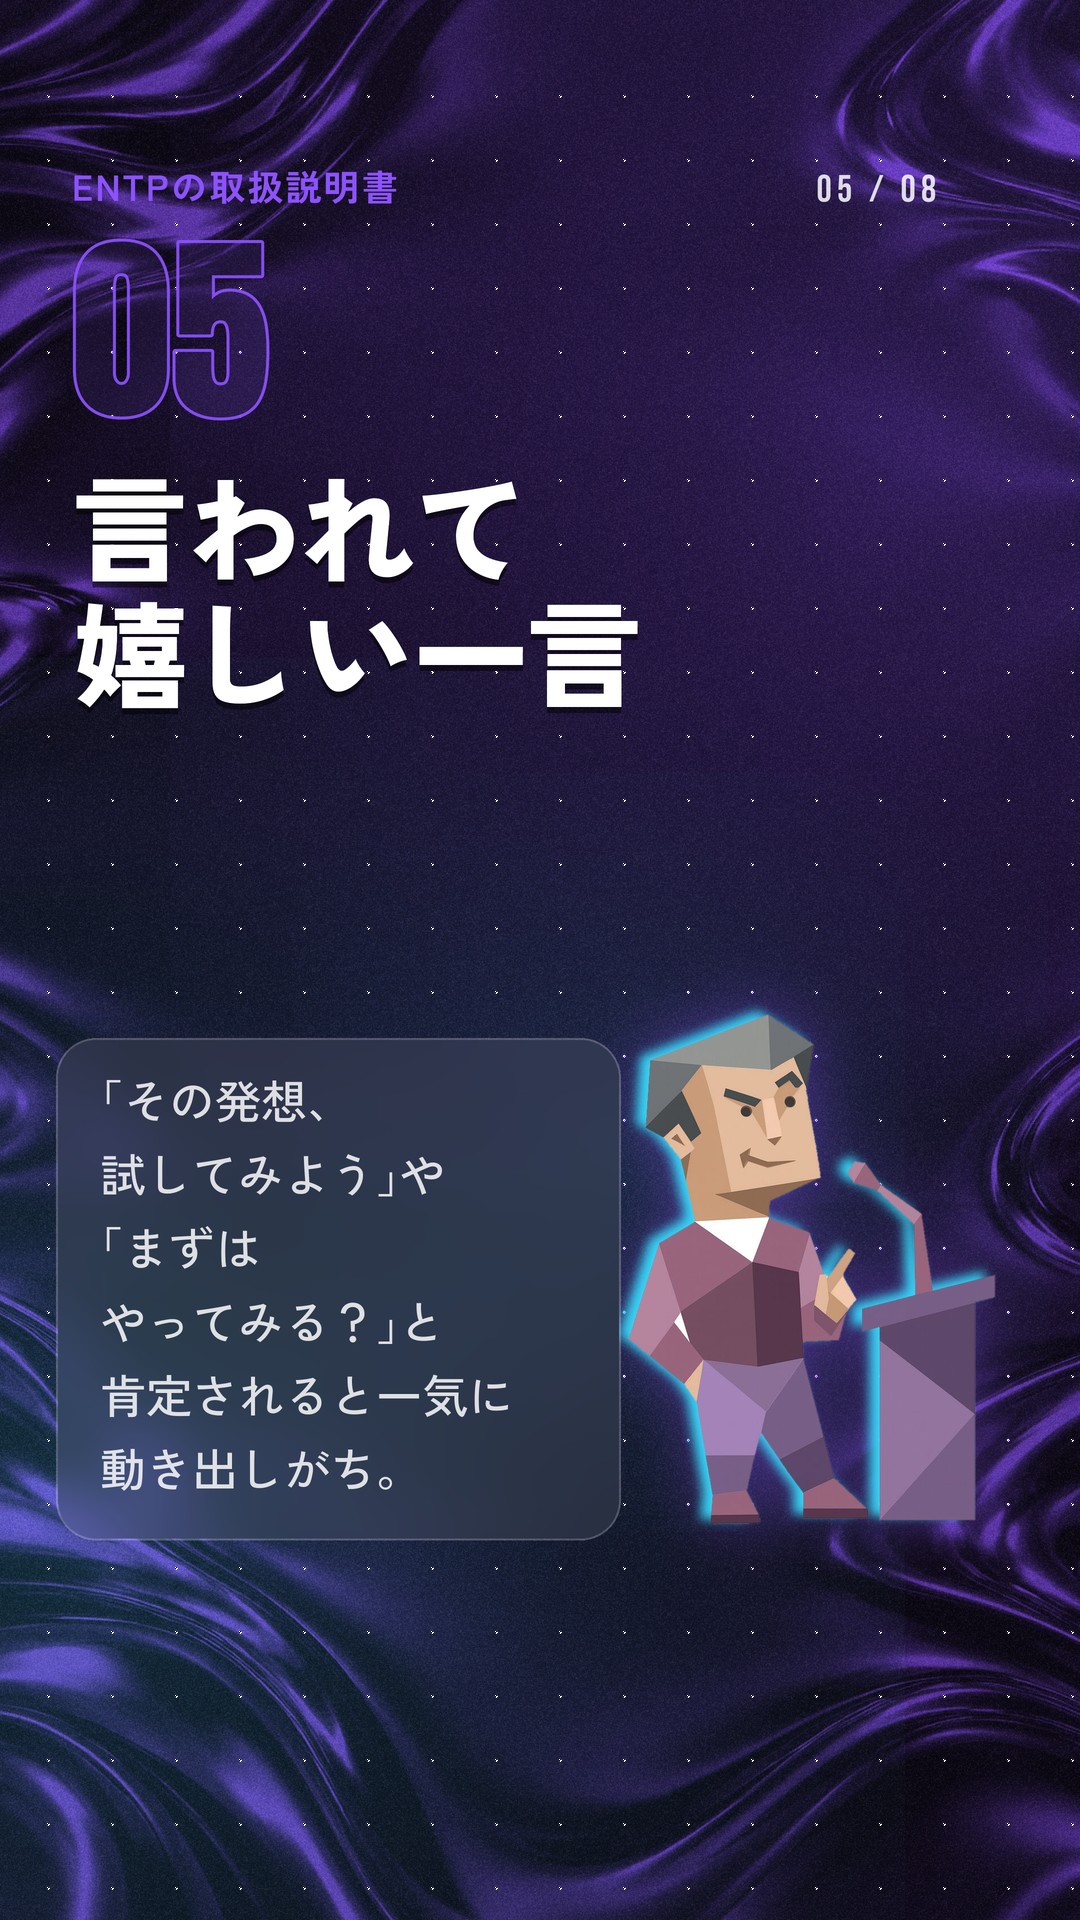 ENTPの取扱説明書
05 / 08
05
言われて
嬉しい一言
「その発想、
試してみよう」や
「まずは
やってみる？」と
肯定されると一気に
動き出しがち。